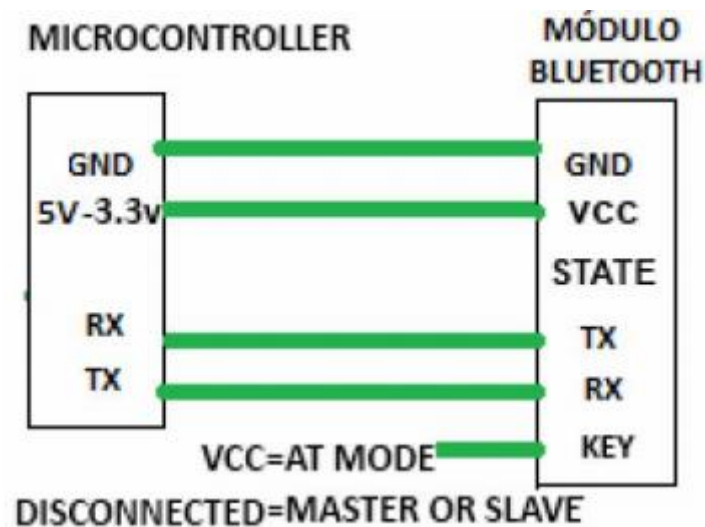 MICROCONTROLLER
MÓDULO
BLUETOOTH
GND
5V-3.3v
RX
TX
GND
VCC
STATE
TX
RX
KEY
VCC=AT MODE
DISCONNECTED=MASTER OR SLAVE